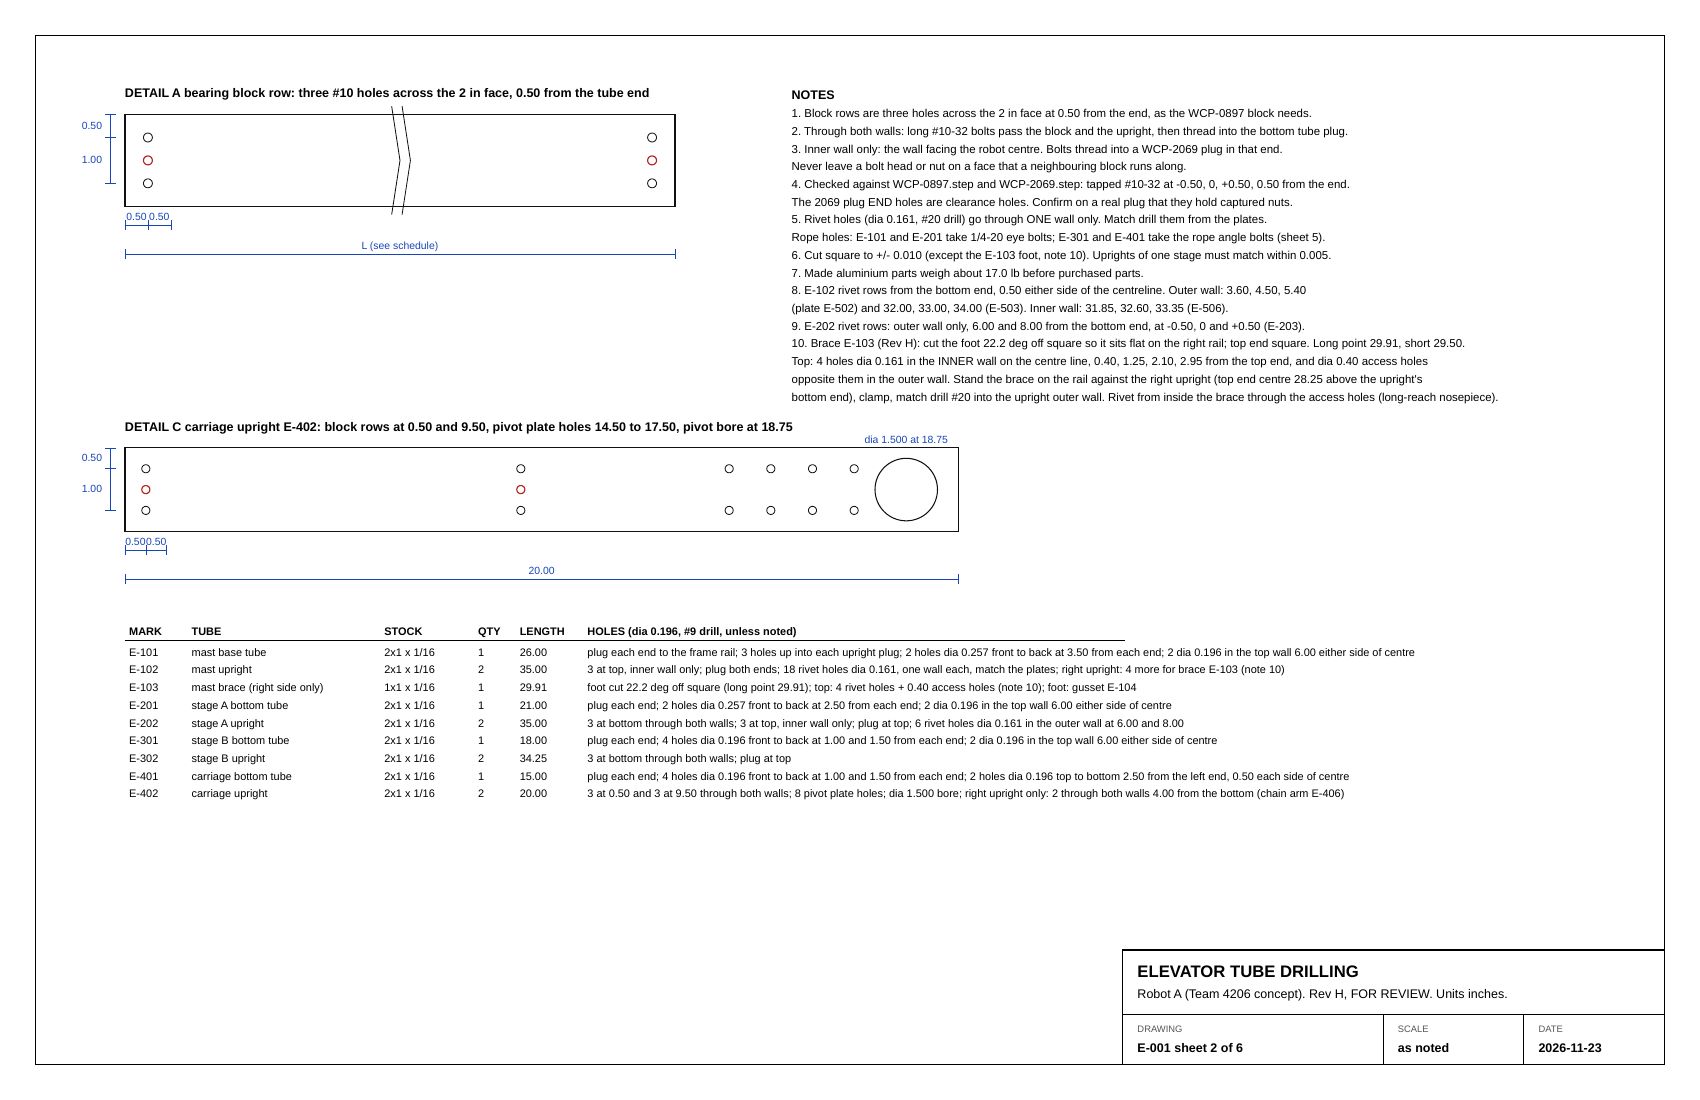 DETAIL A bearing block row: three #10 holes across the 2 in face, 0.50 from the tube end
0.50
1.00
0.50 0.50
L (see schedule)
NOTES
1. Block rows are three holes across the 2 in face at 0.50 from the end, as the WCP-0897 block needs.
2. Through both walls: long #10-32 bolts pass the block and the upright, then thread into the bottom tube plug.
3. Inner wall only: the wall facing the robot centre. Bolts thread into a WCP-2069 plug in that end.
Never leave a bolt head or nut on a face that a neighbouring block runs along.
4. Checked against WCP-0897.step and WCP-2069.step: tapped #10-32 at -0.50, 0, +0.50, 0.50 from the end.
The 2069 plug END holes are clearance holes. Confirm on a real plug that they hold captured nuts.
5. Rivet holes (dia 0.161, #20 drill) go through ONE wall only. Match drill them from the plates.
Rope holes: E-101 and E-201 take 1/4-20 eye bolts; E-301 and E-401 take the rope angle bolts (sheet 5).
6. Cut square to +/- 0.010 (except the E-103 foot, note 10). Uprights of one stage must match within 0.005.
7. Made aluminium parts weigh about 17.0 lb before purchased parts.
8. E-102 rivet rows from the bottom end, 0.50 either side of the centreline. Outer wall: 3.60, 4.50, 5.40
(plate E-502) and 32.00, 33.00, 34.00 (E-503). Inner wall: 31.85, 32.60, 33.35 (E-506).
9. E-202 rivet rows: outer wall only, 6.00 and 8.00 from the bottom end, at -0.50, 0 and +0.50 (E-203).
10. Brace E-103 (Rev H): cut the foot 22.2 deg off square so it sits flat on the right rail; top end square. Long point 29.91, short 29.50.
Top: 4 holes dia 0.161 in the INNER wall on the centre line, 0.40, 1.25, 2.10, 2.95 from the top end, and dia 0.40 access holes
opposite them in the outer wall. Stand the brace on the rail against the right upright (top end centre 28.25 above the upright's
bottom end), clamp, match drill #20 into the upright outer wall. Rivet from inside the brace through the access holes (long-reach nosepiece).
DETAIL C carriage upright E-402: block rows at 0.50 and 9.50, pivot plate holes 14.50 to 17.50, pivot bore at 18.75
dia 1.500 at 18.75
0.50
1.00
0.50 0.50
20.00
MARK TUBE STOCK QTY LENGTH HOLES (dia 0.196, #9 drill, unless noted)
E-101 mast base tube 2x1 x 1/16 1 26.00 plug each end to the frame rail; 3 holes up into each upright plug; 2 holes dia 0.257 front to back at 3.50 from each end; 2 dia 0.196 in the top wall 6.00 either side of centre
E-102 mast upright 2x1 x 1/16 2 35.00 3 at top, inner wall only; plug both ends; 18 rivet holes dia 0.161, one wall each, match the plates; right upright: 4 more for brace E-103 (note 10)
E-103 mast brace (right side only) 1x1 x 1/16 1 29.91 foot cut 22.2 deg off square (long point 29.91); top: 4 rivet holes + 0.40 access holes (note 10); foot: gusset E-104
E-201 stage A bottom tube 2x1 x 1/16 1 21.00 plug each end; 2 holes dia 0.257 front to back at 2.50 from each end; 2 dia 0.196 in the top wall 6.00 either side of centre
E-202 stage A upright 2x1 x 1/16 2 35.00 3 at bottom through both walls; 3 at top, inner wall only; plug at top; 6 rivet holes dia 0.161 in the outer wall at 6.00 and 8.00
E-301 stage B bottom tube 2x1 x 1/16 1 18.00 plug each end; 4 holes dia 0.196 front to back at 1.00 and 1.50 from each end; 2 dia 0.196 in the top wall 6.00 either side of centre
E-302 stage B upright 2x1 x 1/16 2 34.25 3 at bottom through both walls; plug at top
E-401 carriage bottom tube 2x1 x 1/16 1 15.00 plug each end; 4 holes dia 0.196 front to back at 1.00 and 1.50 from each end; 2 holes dia 0.196 top to bottom 2.50 from the left end, 0.50 each side of centre
E-402 carriage upright 2x1 x 1/16 2 20.00 3 at 0.50 and 3 at 9.50 through both walls; 8 pivot plate holes; dia 1.500 bore; right upright only: 2 through both walls 4.00 from the bottom (chain arm E-406)
ELEVATOR TUBE DRILLING
Robot A (Team 4206 concept). Rev H, FOR REVIEW. Units inches.
DRAWING SCALE DATE
E-001 sheet 2 of 6 as noted 2026-11-23